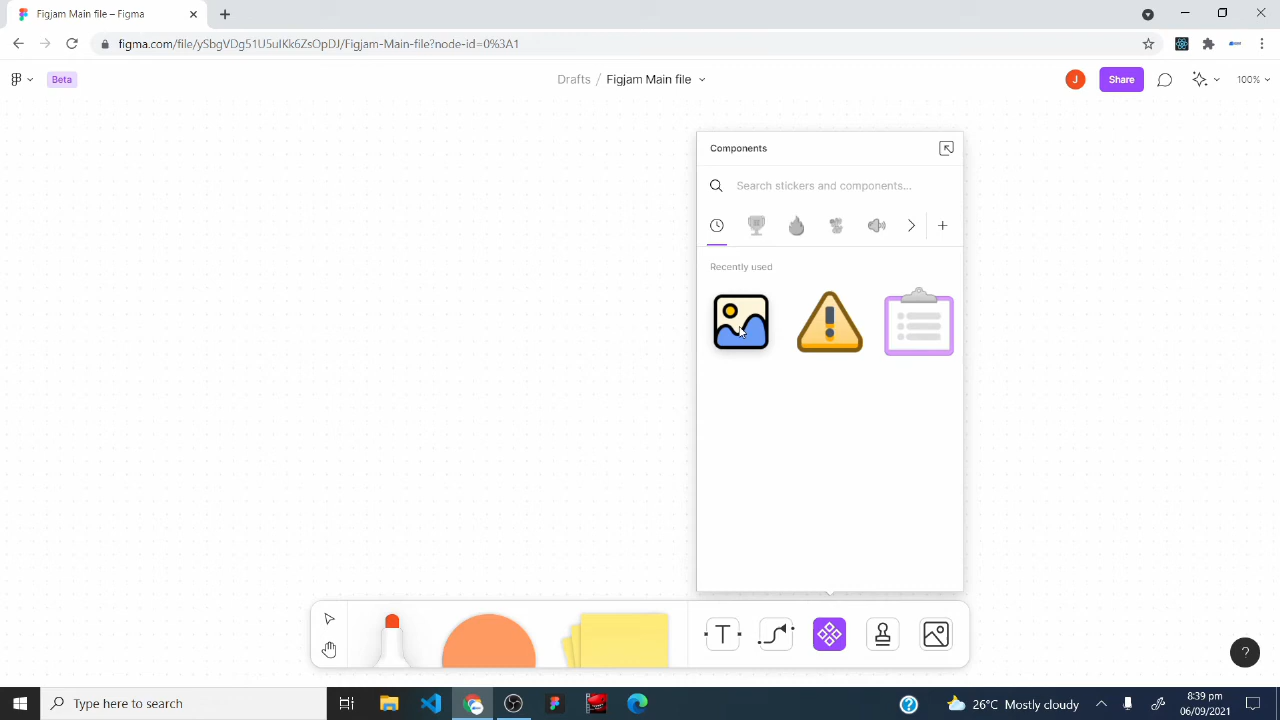 Figma Main file – Figma
figma.com/file/ySbgVDg51U5uIKk6ZsOpDJ/Figjam-Main-file?node-id=0%3A1
Beta
Drafts / Figjam Main file
J
Share
100%
Components
Search stickers and components...
Recently used
T
?
Type here to search
26°C Mostly cloudy
8:39 pm
06/09/2021